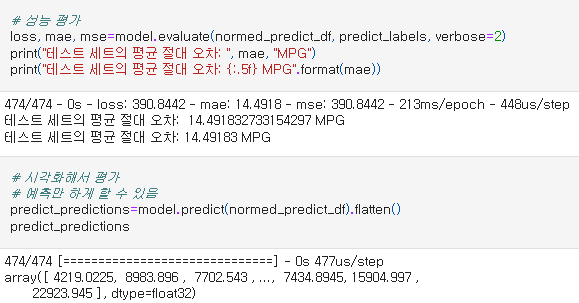 # 성능 평가
loss, mae, mse=model.evaluate(normed_predict_df, predict_labels, verbose=2)
print("테스트 세트의 평균 절대 오차: ", mae, "MPG")
print("테스트 세트의 평균 절대 오차: {:.5f} MPG".format(mae))
474/474 - 0s - loss: 390.8442 - mae: 14.4918 - mse: 390.8442 - 213ms/epoch - 448us/step
테스트 세트의 평균 절대 오차:  14.491832733154297 MPG
테스트 세트의 평균 절대 오차: 14.49183 MPG
# 시각화해서 평가
# 예측만 하게 할 수 있음
predict_predictions=model.predict(normed_predict_df).flatten()
predict_predictions
474/474 [==============================] - 0s 477us/step
array([ 4219.0225,  8983.896 ,  7702.543 , ...,  7434.8945, 15904.997 ,
22923.945 ], dtype=float32)